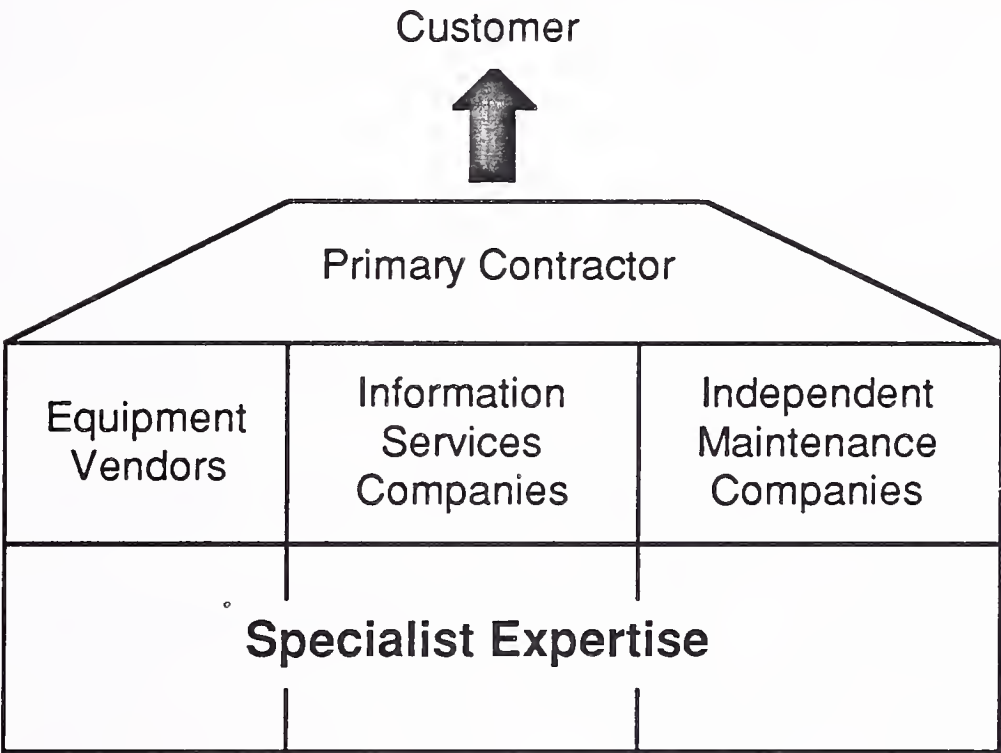 Customer
Primary Contractor
Equipment
Vendors
Information
Services
Companies
Independent
Maintenance
Companies
Specialist Expertise